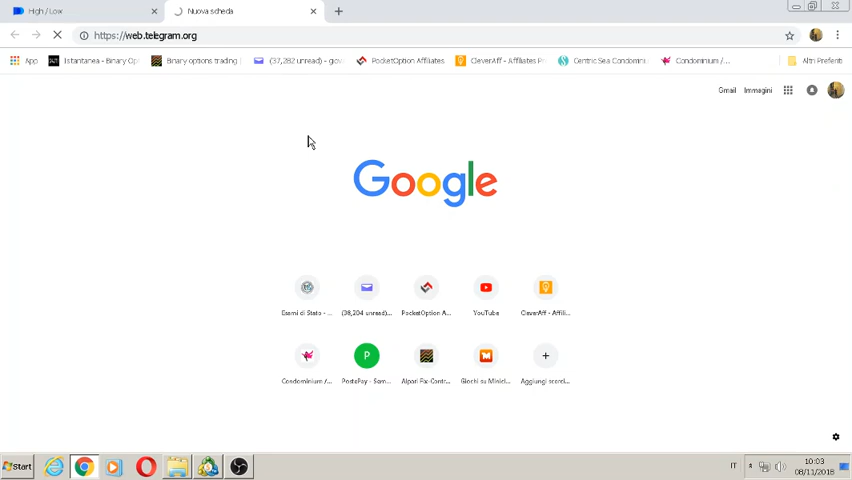 High / Low
Nuova scheda
https://web.telegram.org
App
Istantanea - Binary Op
Binary options trading
(37,282 unread) - giov
PocketOption Affiliates
CleverAff - Affiliates P
Centric Sea Condomini
Condominium /...
Altri Preferiti
Gmail
Immagini
Google
Esami di Stato - ...
(38,204 unread)...
PocketOption A...
YouTube
CleverAff - Affili...
Condominium /...
P
PostePay - Sem...
Alpari Fix-Contr...
Giochi su Minicl...
Aggiungi scorci...
Start
IT
10:03
08/11/2018